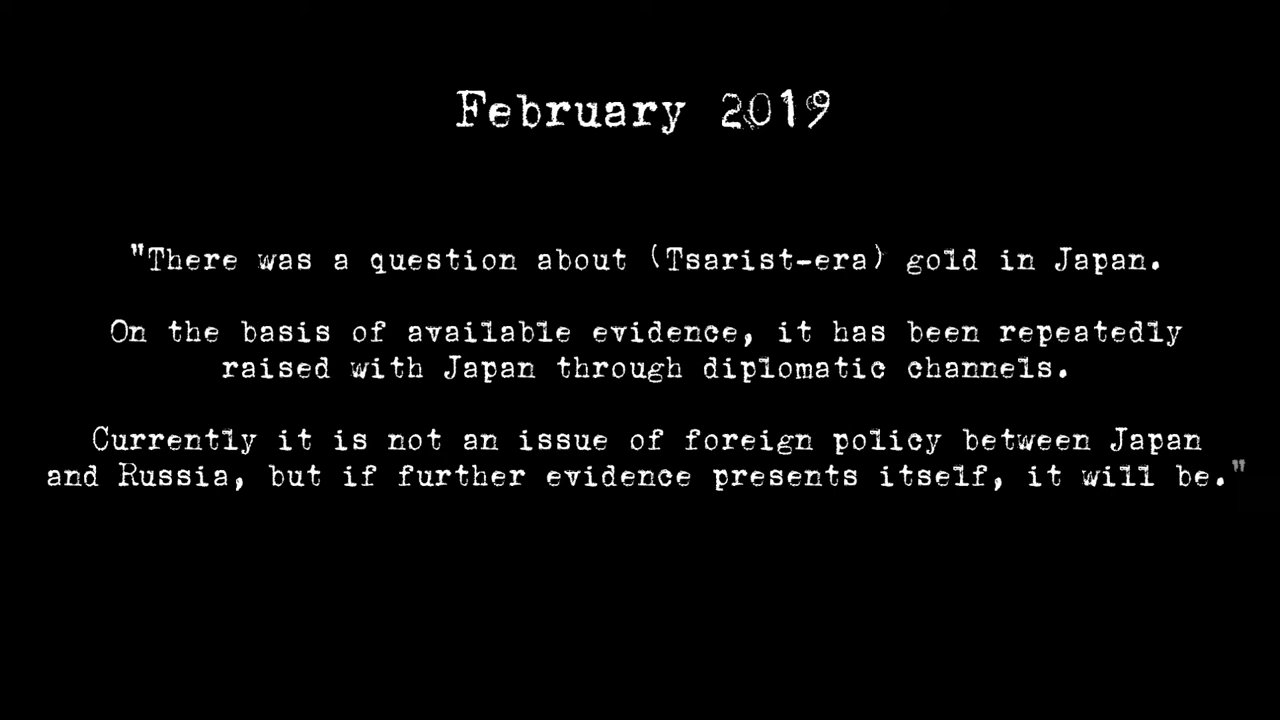 February 2019
"There was a question about (Tsarist-era) gold in Japan.
On the basis of available evidence, it has been repeatedly
raised with Japan through diplomatic channels.
Currently it is not an issue of foreign policy between Japan
and Russia, but if further evidence presents itself, it will be."